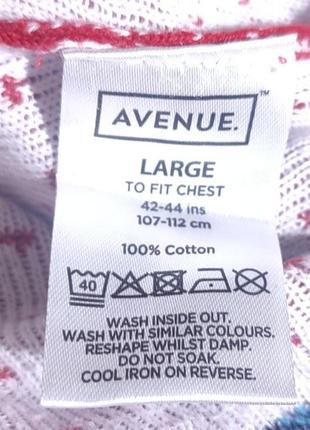 AVENUE.™
LARGE
TO FIT CHEST
42-44 ins
107-112 cm
100% Cotton
40
WASH INSIDE OUT.
WASH WITH SIMILAR COLOURS.
RESHAPE WHILST DAMP.
DO NOT SOAK.
COOL IRON ON REVERSE.